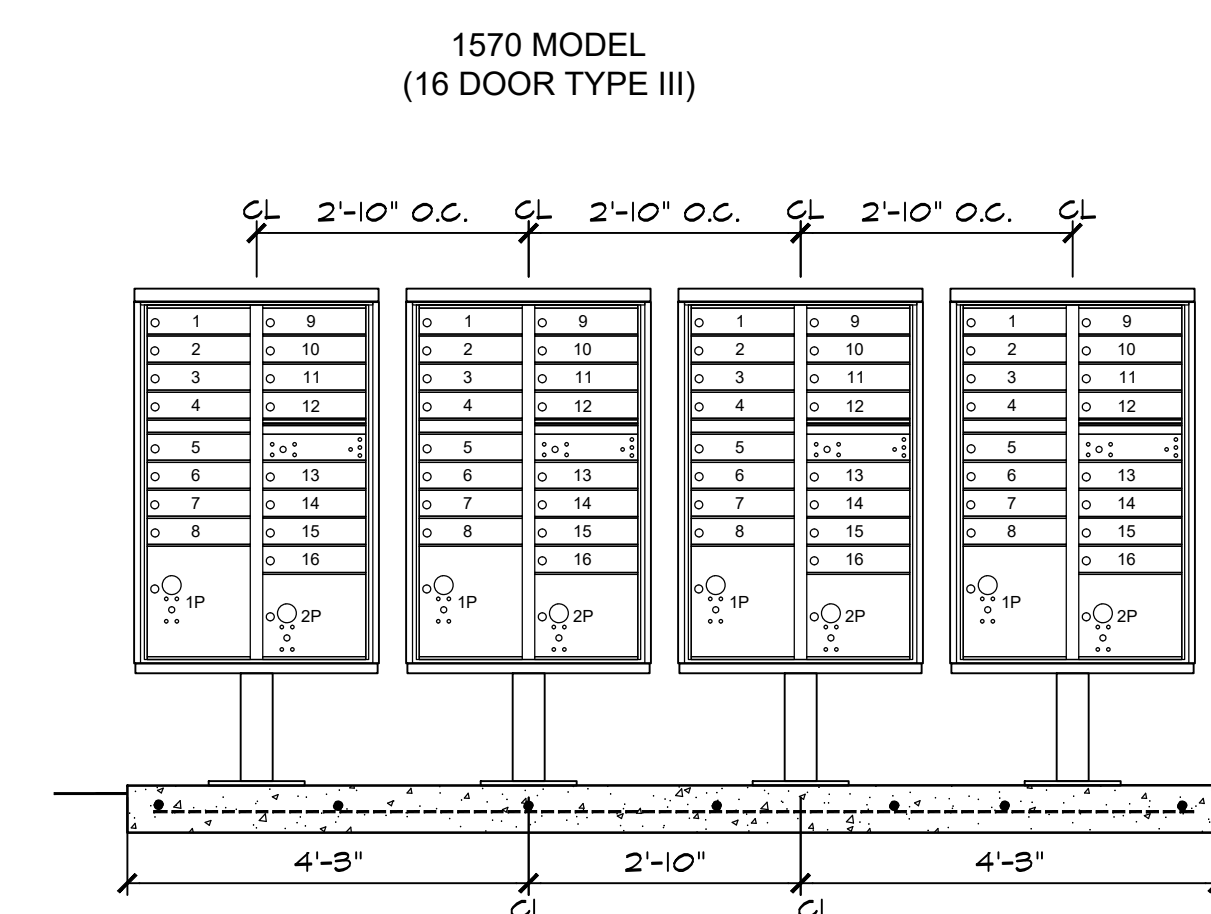 1570 MODEL
(16 DOOR TYPE III)
CL 2'-10" O.C. CL 2'-10" O.C. CL 2'-10" O.C. CL
1 9 1 9 1 9 1 9
2 10 2 10 2 10 2 10
3 11 3 11 3 11 3 11
4 12 4 12 4 12 4 12
5 5 5 5
6 13 6 13 6 13 6 13
7 14 7 14 7 14 7 14
8 15 8 15 8 15 8 15
16 16 16 16
1P 2P 1P 2P 1P 2P 1P 2P
4'-3" 2'-10" 4'-3"
CL CL